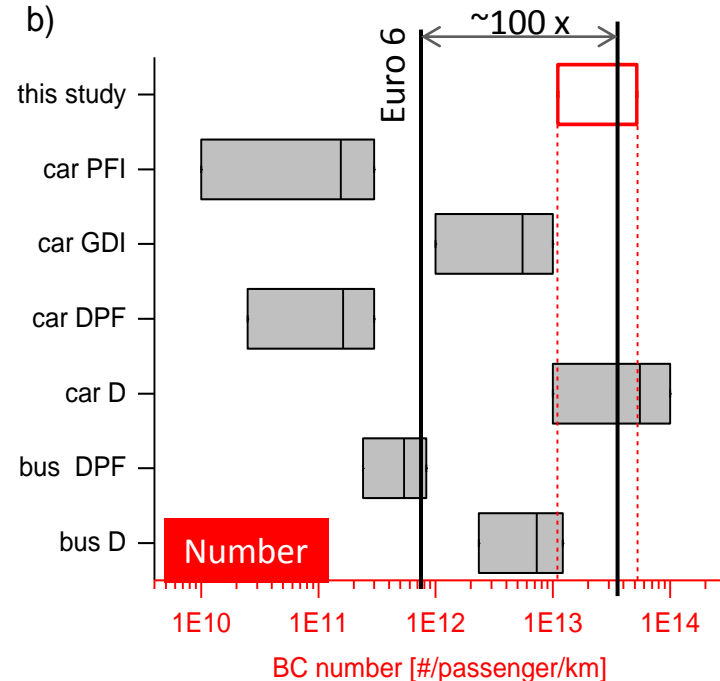 b)
~100 x
Euro 6
this study
car PFI
car GDI
car DPF
car D
bus DPF
bus D
Number
1E10 1E11 1E12 1E13 1E14
BC number [#/passenger/km]